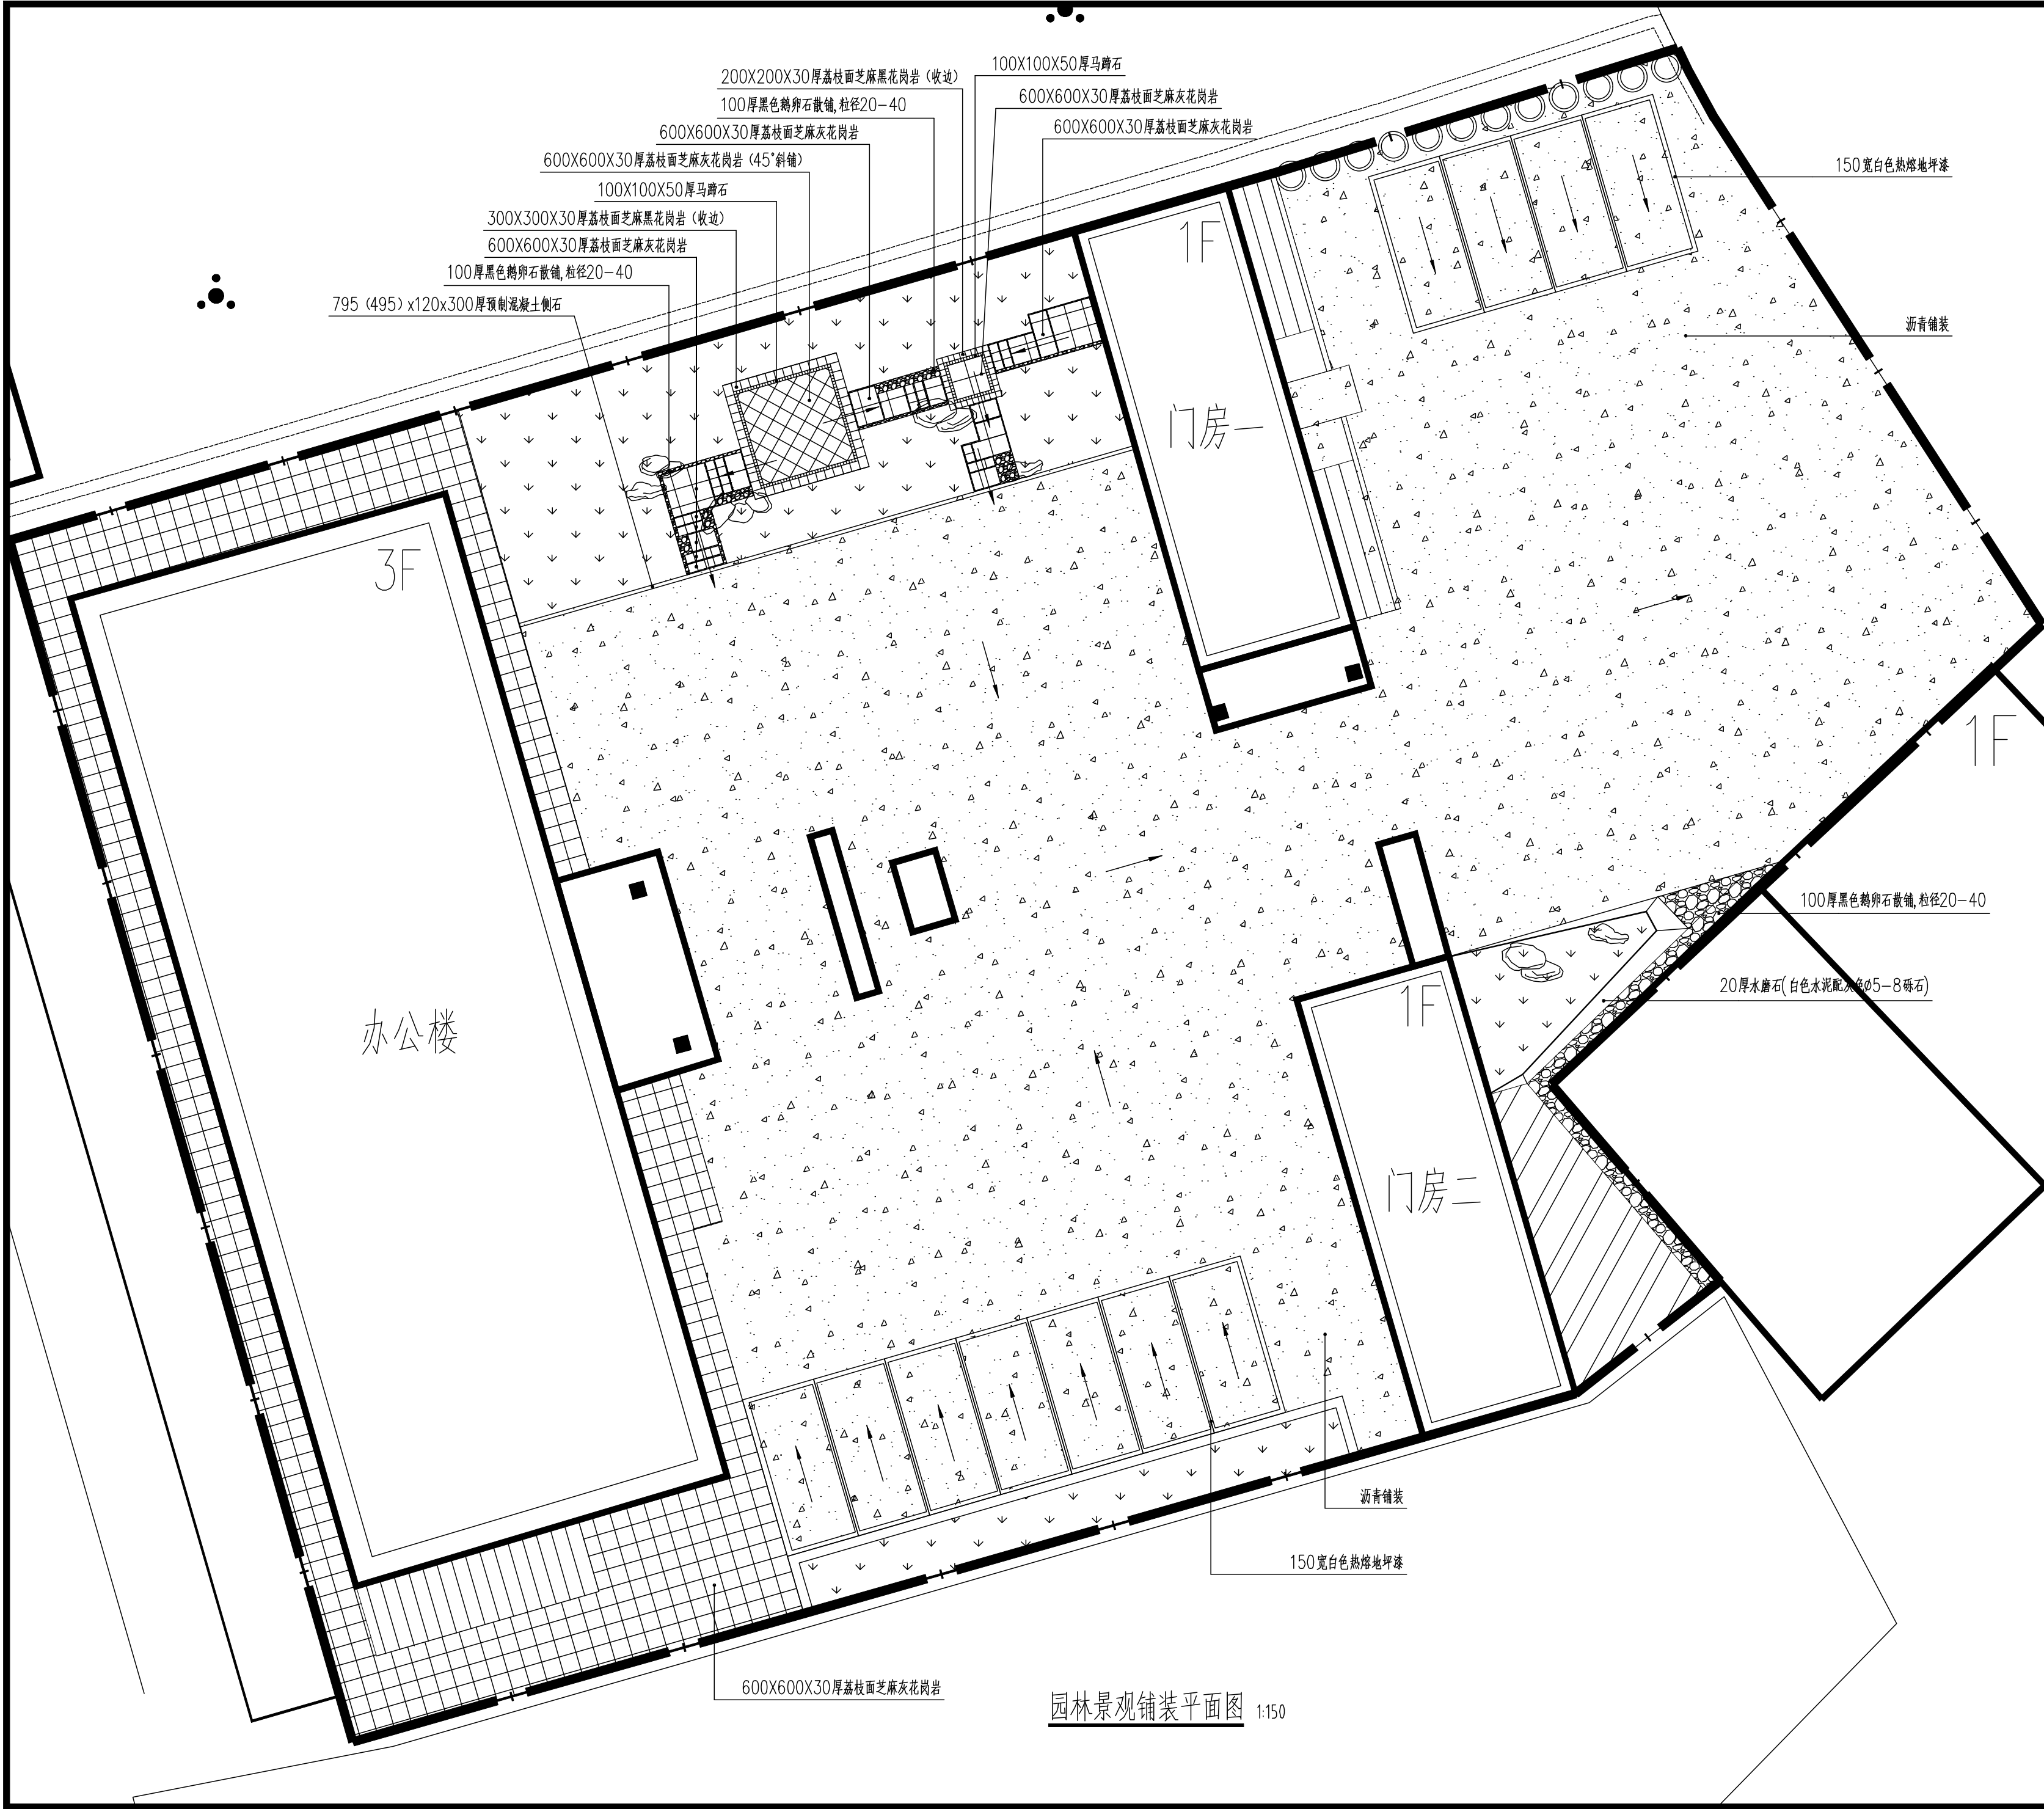 200X200X30厚荔枝面芝麻黑花岗岩（收边）
100X100X50厚马蹄石
100厚黑色鹅卵石散铺,粒径20-40
600X600X30厚荔枝面芝麻灰花岗岩
600X600X30厚荔枝面芝麻灰花岗岩
600X600X30厚荔枝面芝麻灰花岗岩
600X600X30厚荔枝面芝麻灰花岗岩（45°斜铺）
100X100X50厚马蹄石
300X300X30厚荔枝面芝麻黑花岗岩（收边）
600X600X30厚荔枝面芝麻灰花岗岩
100厚黑色鹅卵石散铺,粒径20-40
795（495）x120x300厚预制混凝土侧石
150宽白色热熔地坪漆
沥青铺装
1F
门房一
3F
1F
办公楼
100厚黑色鹅卵石散铺,粒径20-40
20厚水磨石(白色水泥配灰色ø5-8砾石)
1F
门房二
沥青铺装
150宽白色热熔地坪漆
600X600X30厚荔枝面芝麻灰花岗岩
园林景观铺装平面图 1:150